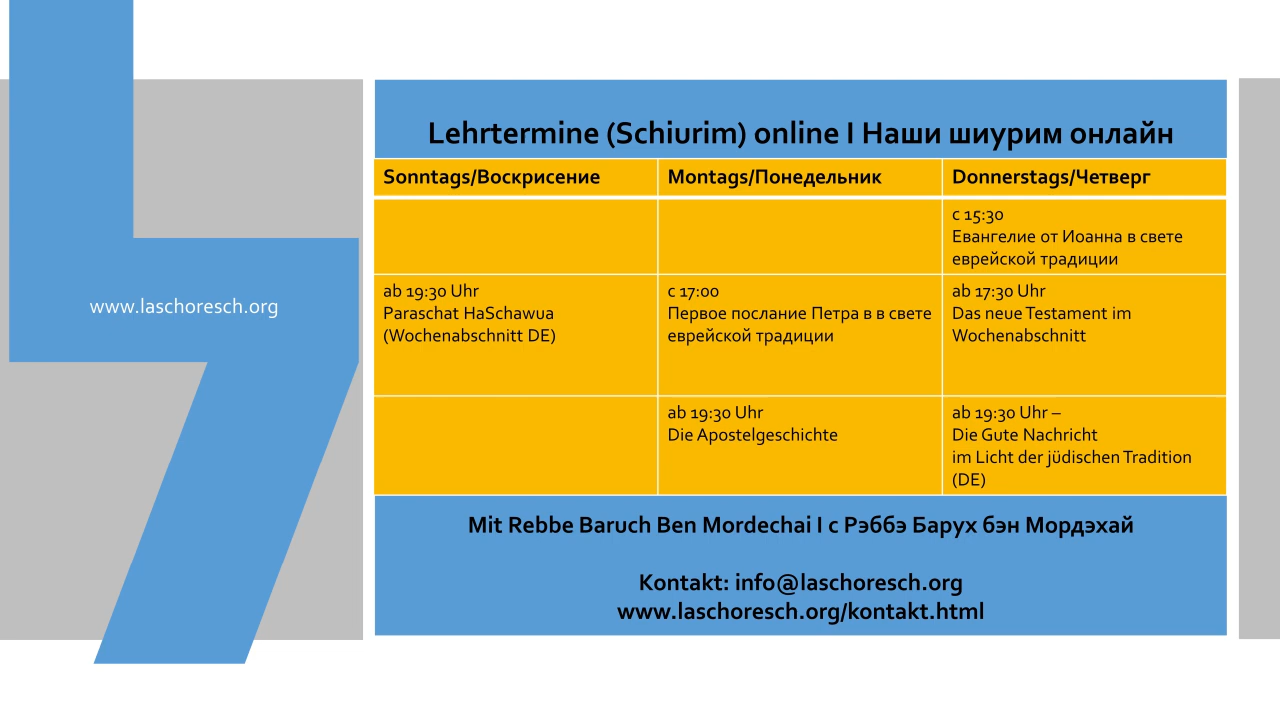 Lehrtermine (Schiurim) online I Наши шиурим онлайн
Sonntags/Воскрисение
Montags/Понедельник
Donnerstags/Четверг
с 15:30
Евангелие от Иоанна в свете
еврейской традиции
www.laschoresch.org
ab 19:30 Uhr
Paraschat HaSchawua
(Wochenabschnitt DE)
с 17:00
Первое послание Петра в в свете
еврейской традиции
ab 17:30 Uhr
Das neue Testament im
Wochenabschnitt
ab 19:30 Uhr
Die Apostelgeschichte
ab 19:30 Uhr –
Die Gute Nachricht
im Licht der jüdischen Tradition
(DE)
Mit Rebbe Baruch Ben Mordechai I с Рэббэ Барух бэн Мордэхай
Kontakt: info@laschoresch.org
www.laschoresch.org/kontakt.html